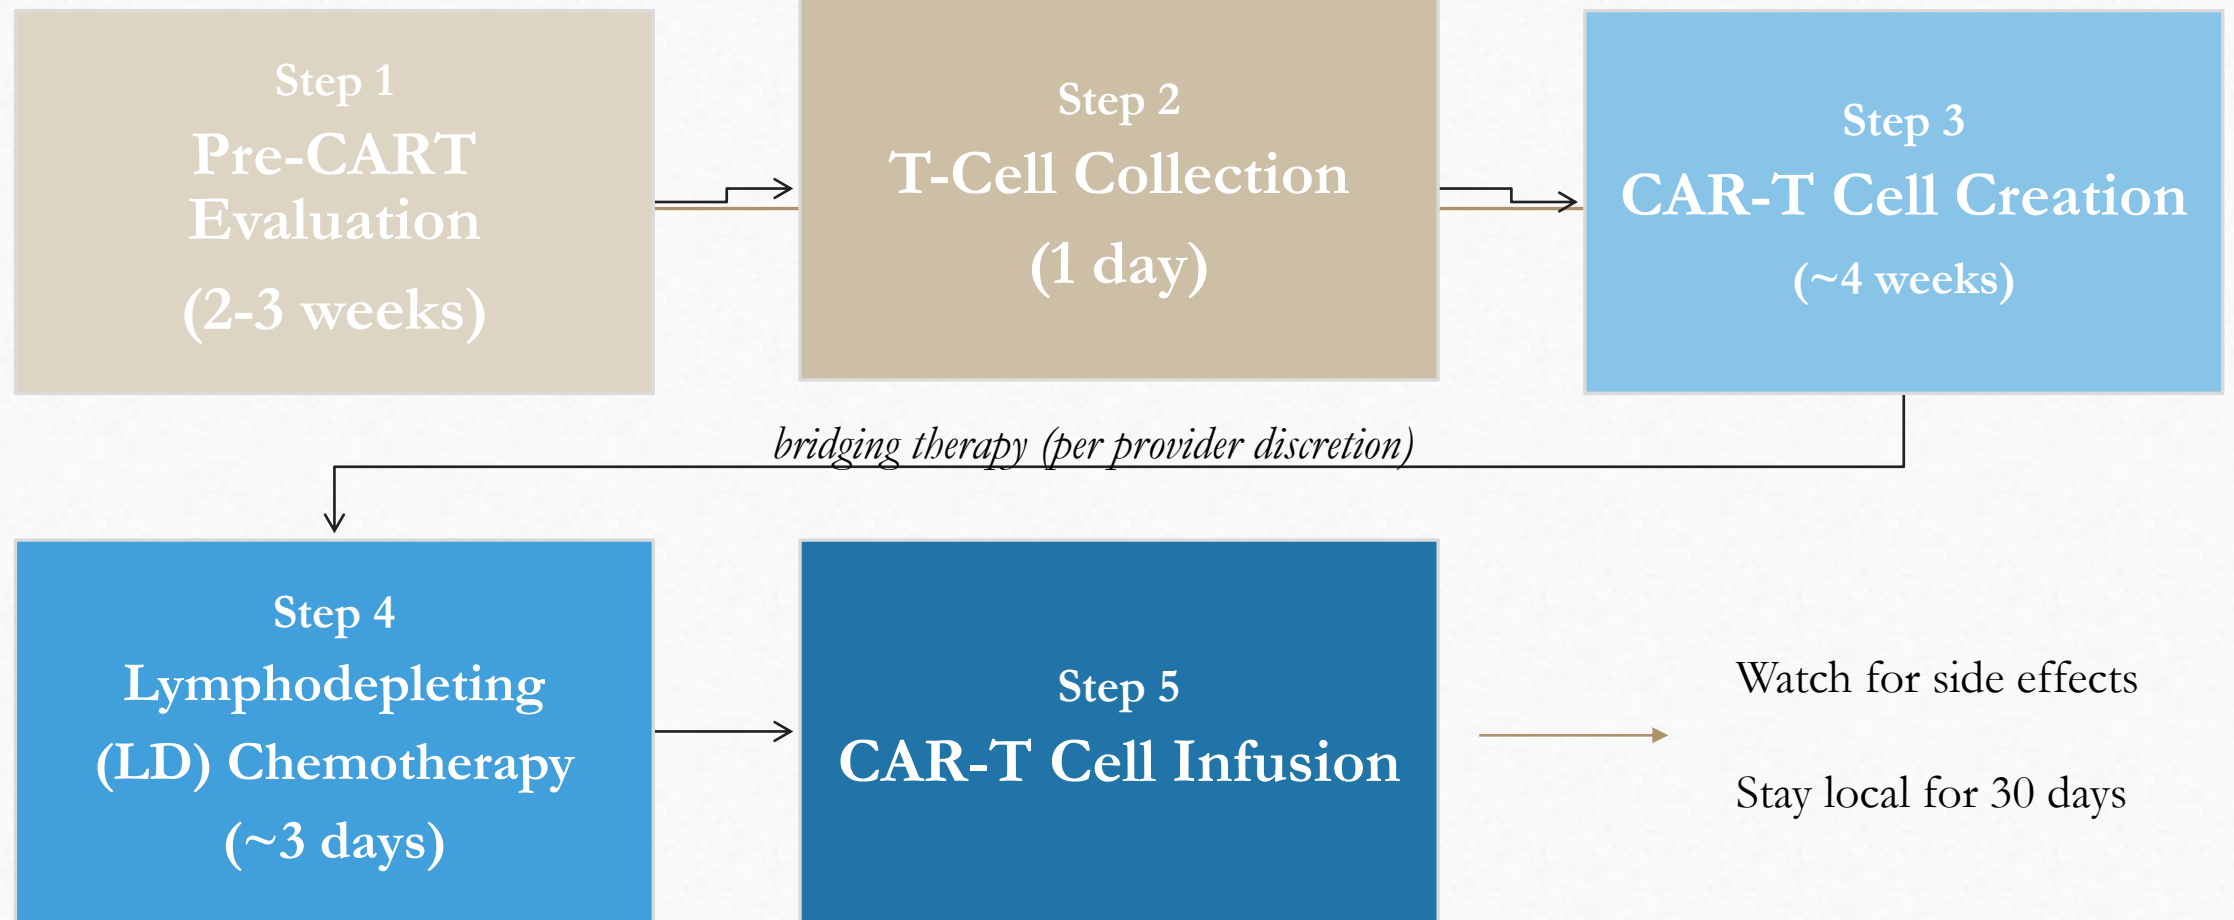 Step 1
Pre-CART
Evaluation
(2-3 weeks)
Step 2
T-Cell Collection
(1 day)
Step 3
CAR-T Cell Creation
(~4 weeks)
bridging therapy (per provider discretion)
Step 4
Lymphodepleting
(LD) Chemotherapy
(~3 days)
Step 5
CAR-T Cell Infusion
Watch for side effects
Stay local for 30 days